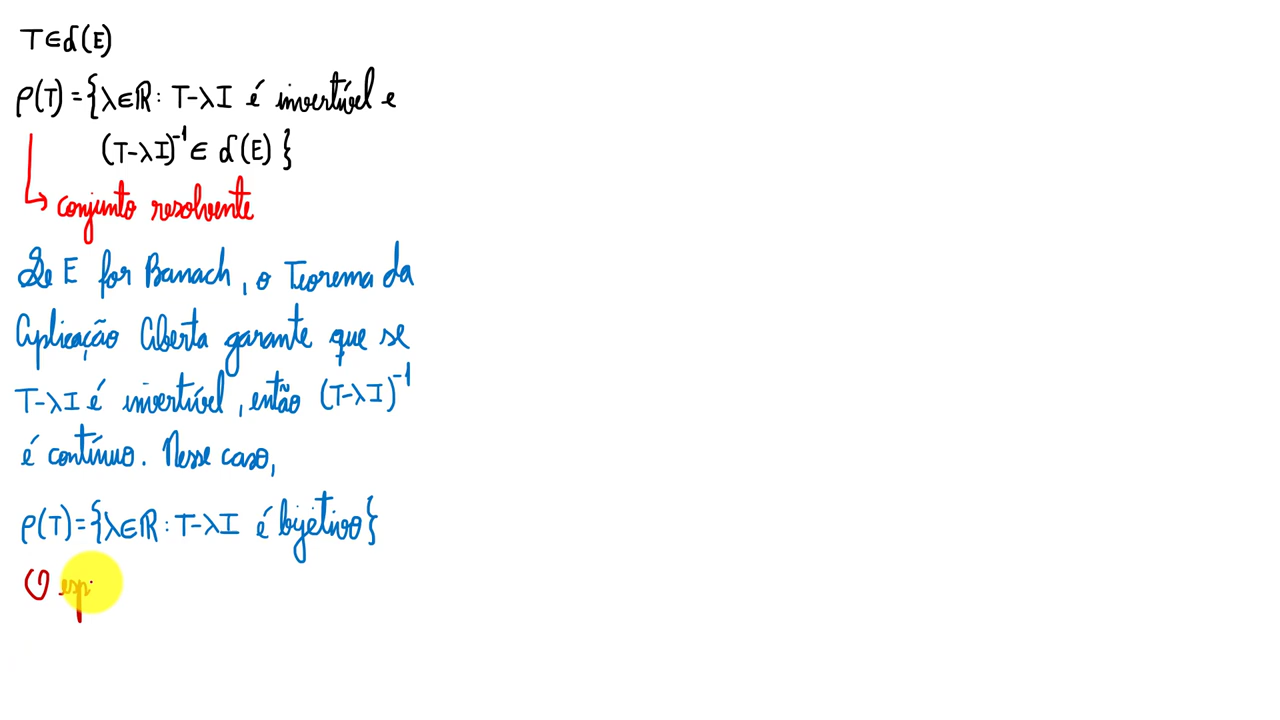 T∈ℒ(E)
ρ(T) = {λ∈ℝ: T-λI é invertível e
(T-λI)⁻¹ ∈ ℒ(E)}
↳ conjunto resolvente
Se E for Banach, o Teorema da
Aplicação Aberta garante que se
T-λI é invertível, então (T-λI)⁻¹
é contínuo. Nesse caso,
ρ(T) = {λ∈ℝ: T-λI é bijetivo}
O esp